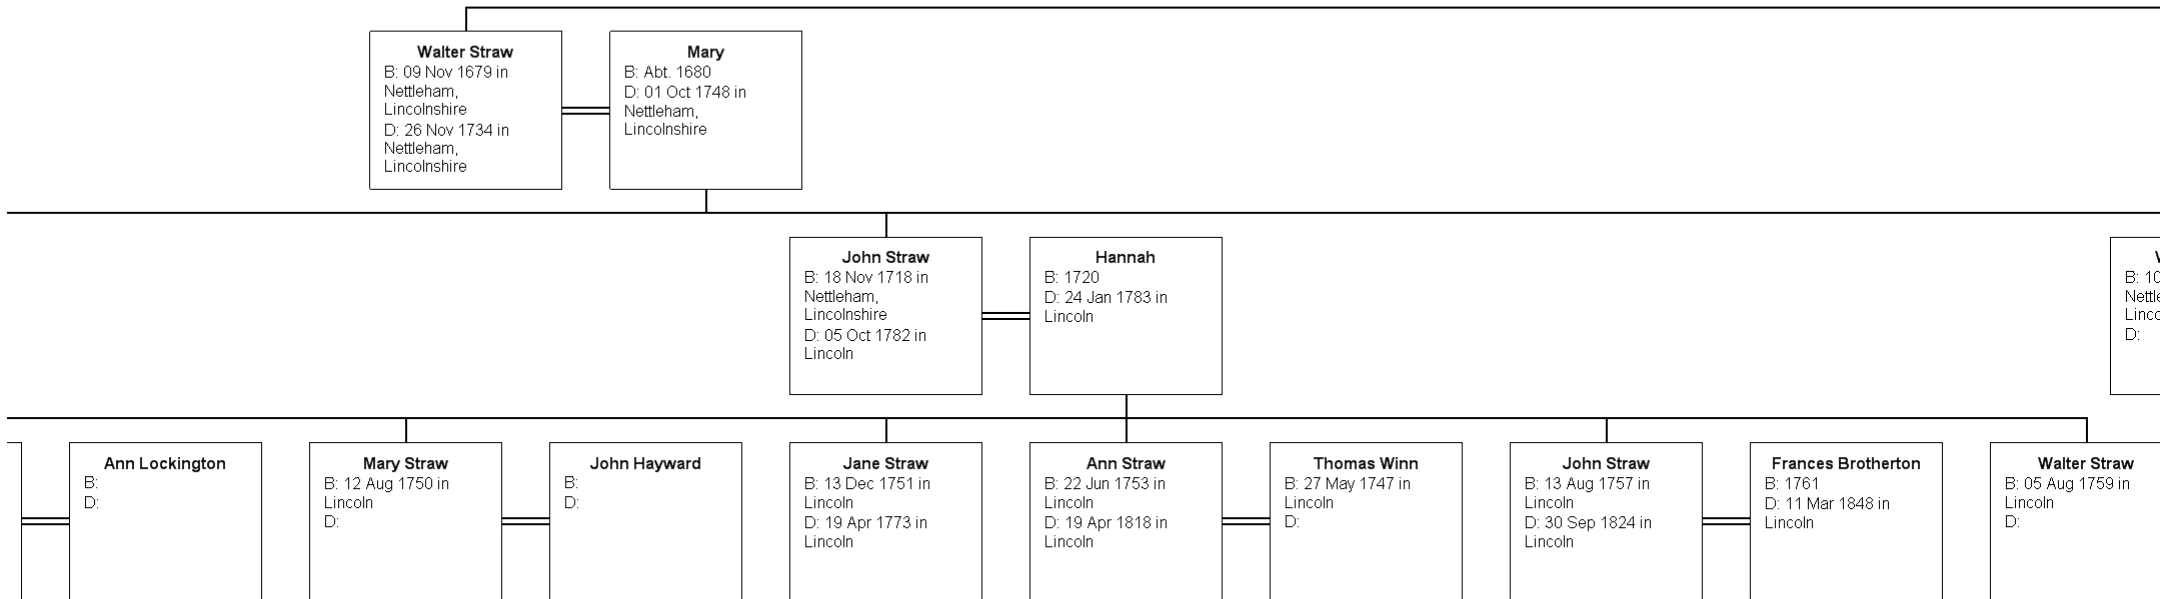 Walter Straw
B: 09 Nov 1679 in
Nettleham,
Lincolnshire
D: 26 Nov 1734 in
Nettleham,
Lincolnshire
Mary
B: Abt. 1680
D: 01 Oct 1748 in
Nettleham,
Lincolnshire
John Straw
B: 18 Nov 1718 in
Nettleham,
Lincolnshire
D: 05 Oct 1782 in
Lincoln
Hannah
B: 1720
D: 24 Jan 1783 in
Lincoln
B: 10
D:
Ann Lockington
B:
D:
Mary Straw
B: 12 Aug 1750 in
Lincoln
D:
John Hayward
B:
D:
Jane Straw
B: 13 Dec 1751 in
Lincoln
D: 19 Apr 1773 in
Lincoln
Ann Straw
B: 22 Jun 1753 in
Lincoln
D: 19 Apr 1818 in
Lincoln
Thomas Winn
B: 27 May 1747 in
Lincoln
D:
John Straw
B: 13 Aug 1757 in
Lincoln
D: 30 Sep 1824 in
Lincoln
Frances Brotherton
B: 1761
D: 11 Mar 1848 in
Lincoln
Walter Straw
B: 05 Aug 1759 in
Lincoln
D: